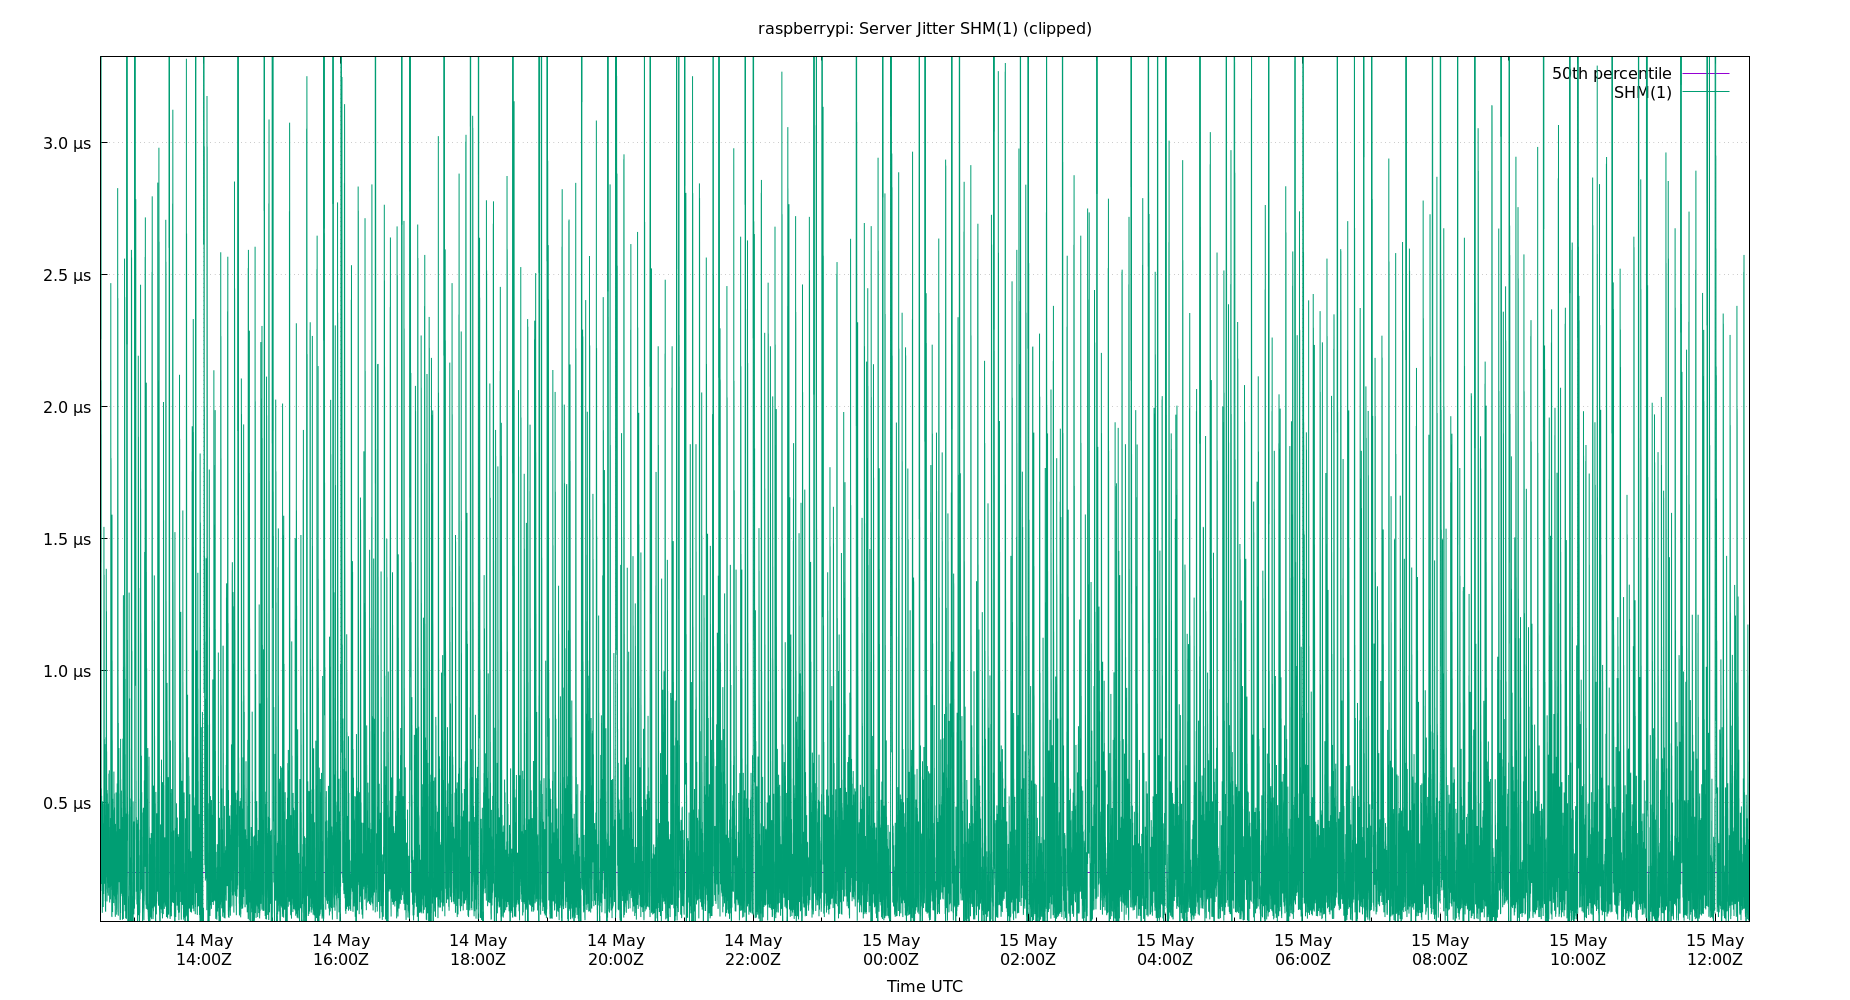 raspberrypi: Server Jitter SHM(1) (clipped)
50th percentile
SHM(1)
3.0 μs
2.5 μs
2.0 μs
1.5 μs
1.0 μs
0.5 μs
14 May 14 May 14 May 14 May 14 May 15 May 15 May 15 May 15 May 15 May 15 May 15 May
14:00Z 16:00Z 18:00Z 20:00Z 22:00Z 00:00Z 02:00Z 04:00Z 06:00Z 08:00Z 10:00Z 12:00Z
Time UTC